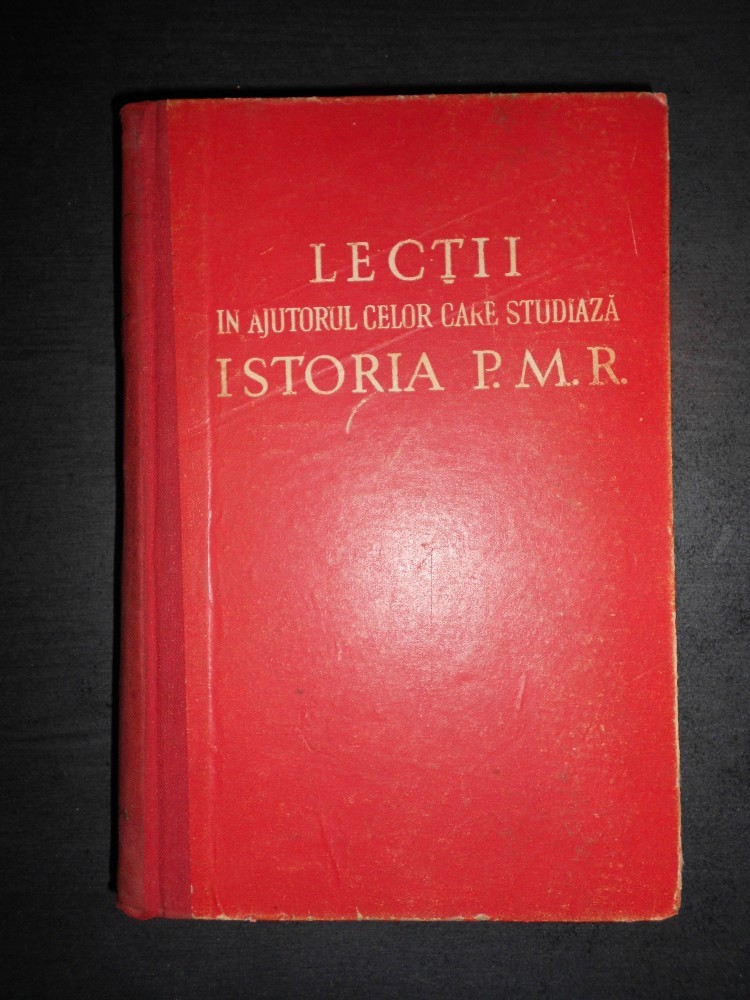 LECȚII
IN AJUTORUL CELOR CARE STUDIAZĂ
ISTORIA P.M.R.